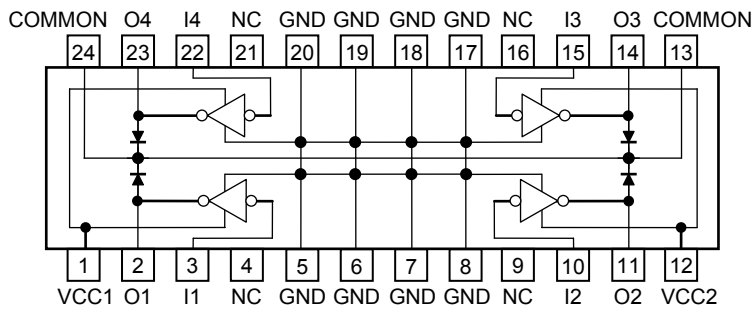 COMMON O4 I4 NC GND GND GND GND NC I3 O3 COMMON
24 23 22 21 20 19 18 17 16 15 14 13
1 2 3 4 5 6 7 8 9 10 11 12
VCC1 O1 I1 NC GND GND GND GND NC I2 O2 VCC2